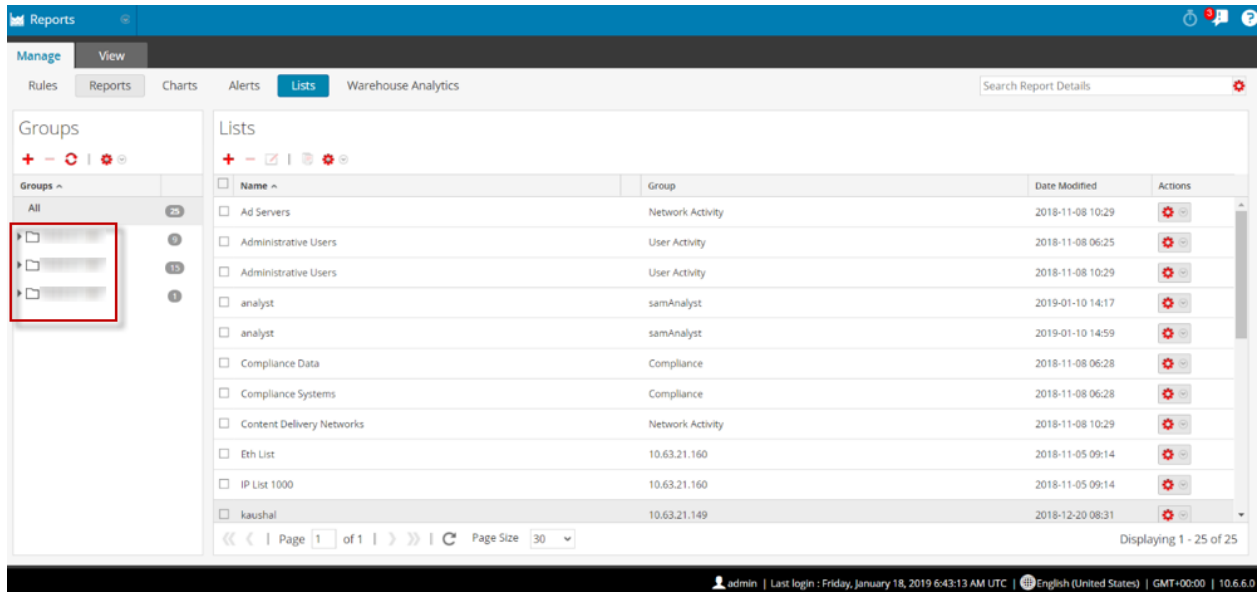 Reports
3
Manage View
Rules Reports Charts Alerts Lists Warehouse Analytics Search Report Details
Groups
Lists
Groups
Name Group Date Modified Actions
All 25
9
15
1
Ad Servers Network Activity 2018-11-08 10:29
Administrative Users User Activity 2018-11-08 06:25
Administrative Users User Activity 2018-11-08 10:29
analyst samAnalyst 2019-01-10 14:17
analyst samAnalyst 2019-01-10 14:59
Compliance Data Compliance 2018-11-08 06:28
Compliance Systems Compliance 2018-11-08 06:28
Content Delivery Networks Network Activity 2018-11-08 10:29
Eth List 10.63.21.160 2018-11-05 09:14
IP List 1000 10.63.21.160 2018-11-05 09:14
kaushal 10.63.21.149 2018-12-20 08:31
Page 1 of 1 | Page Size 30 Displaying 1 - 25 of 25
admin | Last login : Friday, January 18, 2019 6:43:13 AM UTC | English (United States) | GMT+00:00 | 10.6.6.0